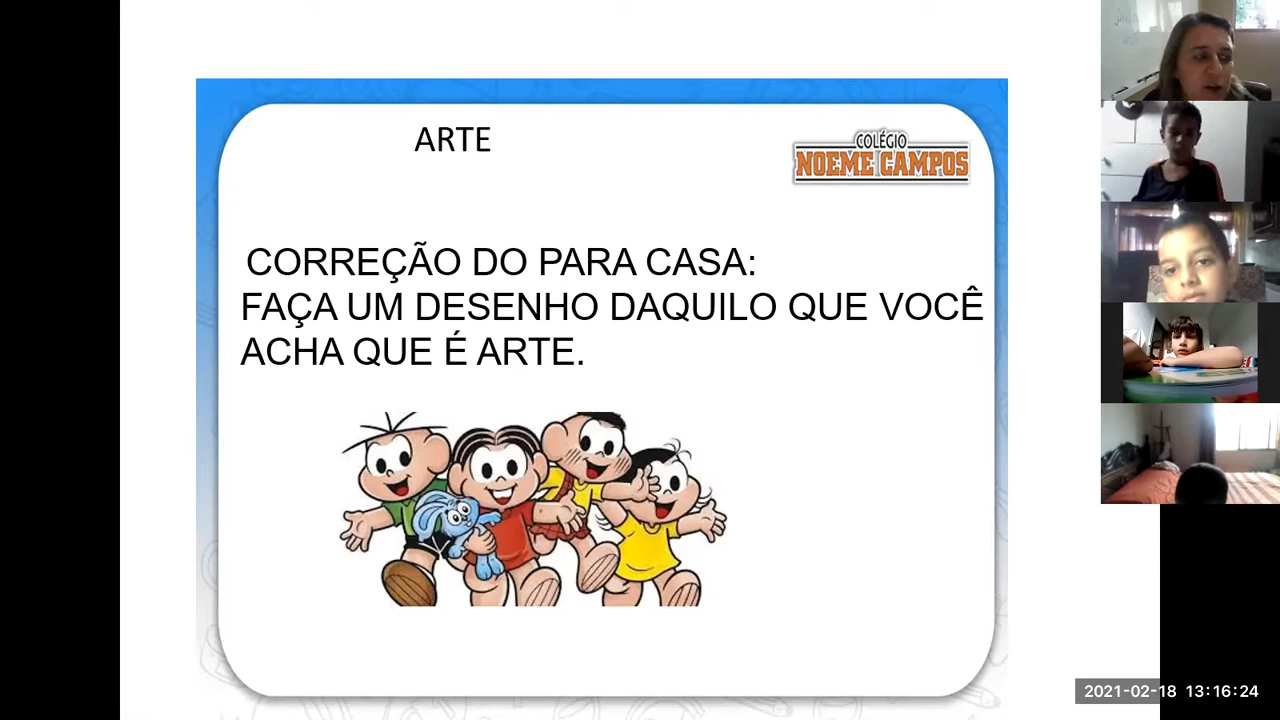 ARTE
COLÉGIO
NOEME CAMPOS
CORREÇÃO DO PARA CASA:
FAÇA UM DESENHO DAQUILO QUE VOCÊ
ACHA QUE É ARTE.
2021-02-18 13:16:24